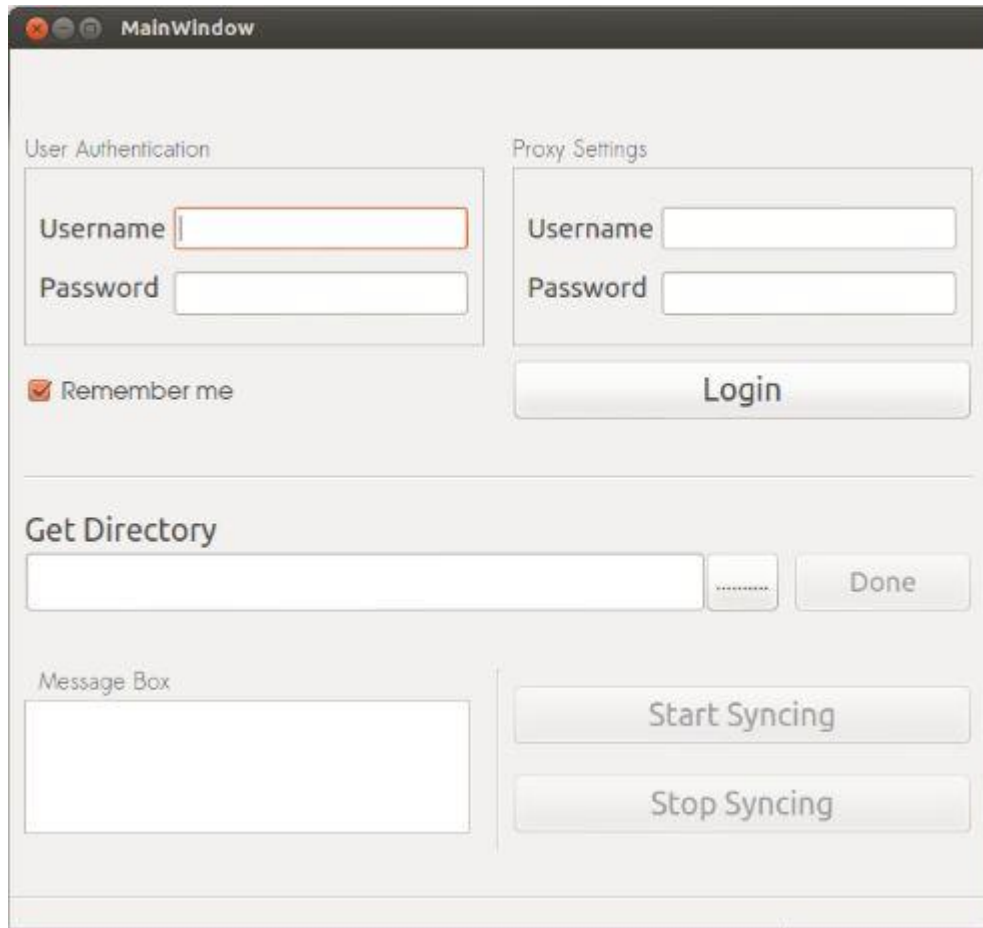 MainWindow
User Authentication
Proxy Settings
Username
Username
Password
Password
Remember me
Login
Get Directory
..........
Done
Message Box
Start Syncing
Stop Syncing